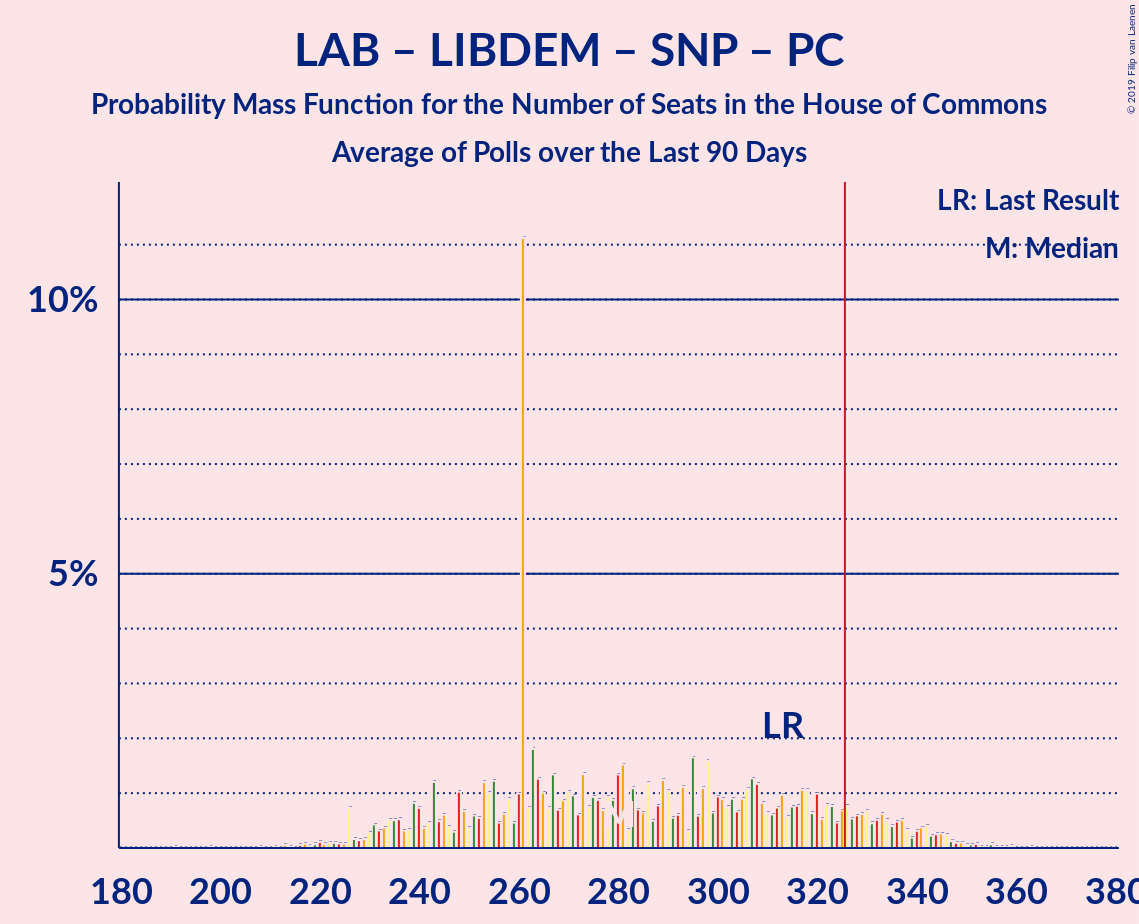 LAB – LIBDEM – SNP – PC
Probability Mass Function for the Number of Seats in the House of Commons
Average of Polls over the Last 90 Days
© 2019 Filip van Laenen
LR: Last Result
M: Median
10%
5%
LR
M
180 200 220 240 260 280 300 320 340 360 380